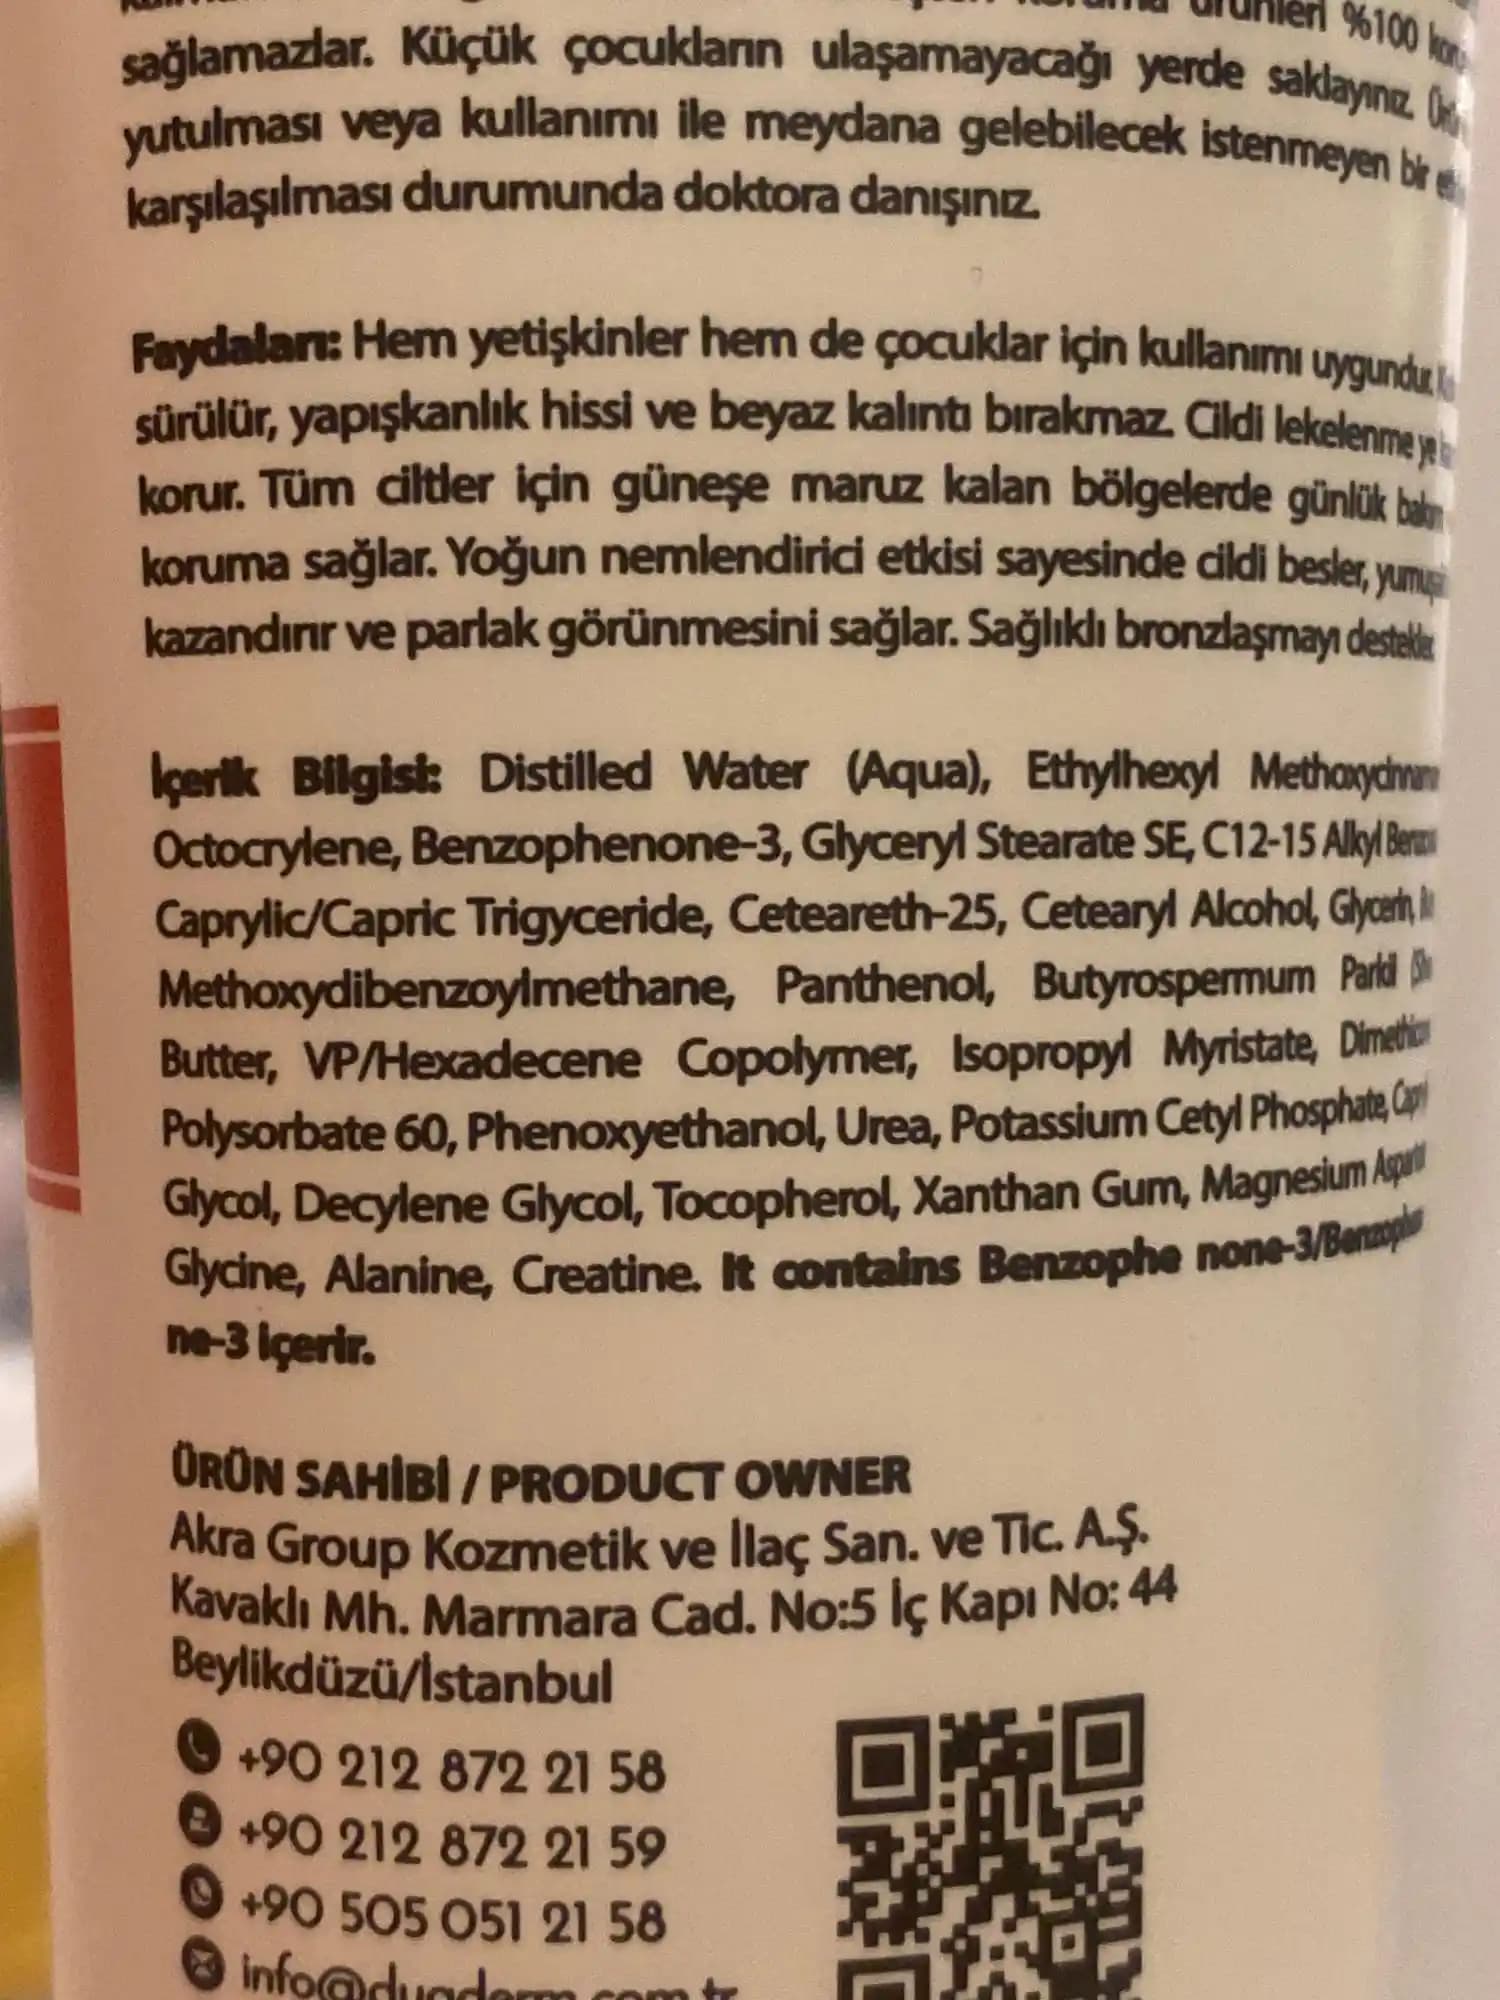 ürünleri %100
sağlamazlar. Küçük çocukların ulaşamayacağı yerde saklayınız.
yutulması veya kullanımı ile meydana gelebilecek istenmeyen bir
karşılaşılması durumunda doktora danışınız.
Faydaları: Hem yetişkinler hem de çocuklar için kullanımı uygundur.
sürülür, yapışkanlık hissi ve beyaz kalıntı bırakmaz. Cildi lekelenme ye
korur. Tüm ciltler için güneşe maruz kalan bölgelerde günlük
koruma sağlar. Yoğun nemlendirici etkisi sayesinde cildi besler,
kazandırır ve parlak görünmesini sağlar. Sağlıklı bronzlaşmayı destekler.
İçerik Bilgisi: Distilled Water (Aqua), Ethylhexyl
Octocrylene, Benzophenone-3, Glyceryl Stearate SE, C12-15 Alkyl
Caprylic/Capric Trigyceride, Ceteareth-25, Cetearyl Alcohol, Glycerin,
Methoxydibenzoylmethane, Panthenol, Butyrospermum Parkii
Butter, VP/Hexadecene Copolymer, Isopropyl Myristate,
Polysorbate 60, Phenoxyethanol, Urea, Potassium Cetyl Phosphate,
Glycol, Decylene Glycol, Tocopherol, Xanthan Gum, Magnesium
Glycine, Alanine, Creatine. It contains Benzophe none-3/
ne-3 İçerir.
ÜRÜN SAHİBİ / PRODUCT OWNER
Akra Group Kozmetik ve İlaç San. ve Tic. A.Ş.
Kavaklı Mh. Marmara Cad. No:5 İç Kapı No: 44
Beylikdüzü/İstanbul
+90 212 872 21 58
+90 212 872 21 59
+90 505 051 21 58
info@duaderm.com.tr